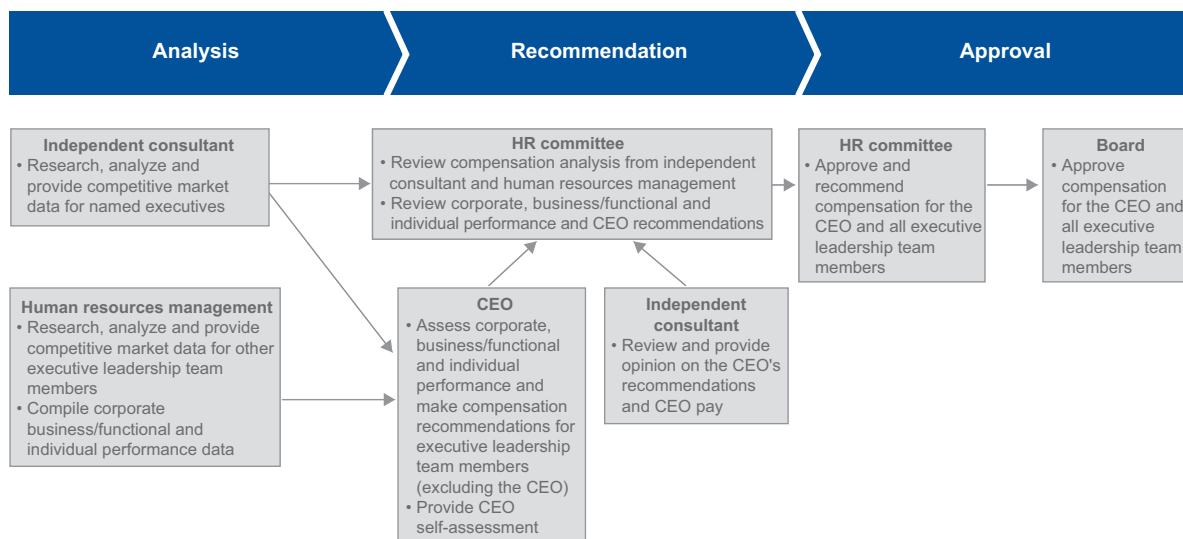 Analysis
Recommendation
Approval
Independent consultant
• Research, analyze and
provide competitive market
data for named executives
HR committee
• Review compensation analysis from independent
consultant and human resources management
• Review corporate, business/functional and
individual performance and CEO recommendations
HR committee
• Approve and
recommend
compensation for the
CEO and all executive
leadership team
members
Board
• Approve
compensation
for the CEO and
all executive
leadership team
members
Human resources management
• Research, analyze and provide
competitive market data for other
executive leadership team
members
• Compile corporate
business/functional and
individual performance data
CEO
• Assess corporate,
business/functional
and individual
performance and
make compensation
recommendations for
executive leadership
team members
(excluding the CEO)
• Provide CEO
self-assessment
Independent
consultant
• Review and provide
opinion on the CEO's
recommendations
and CEO pay